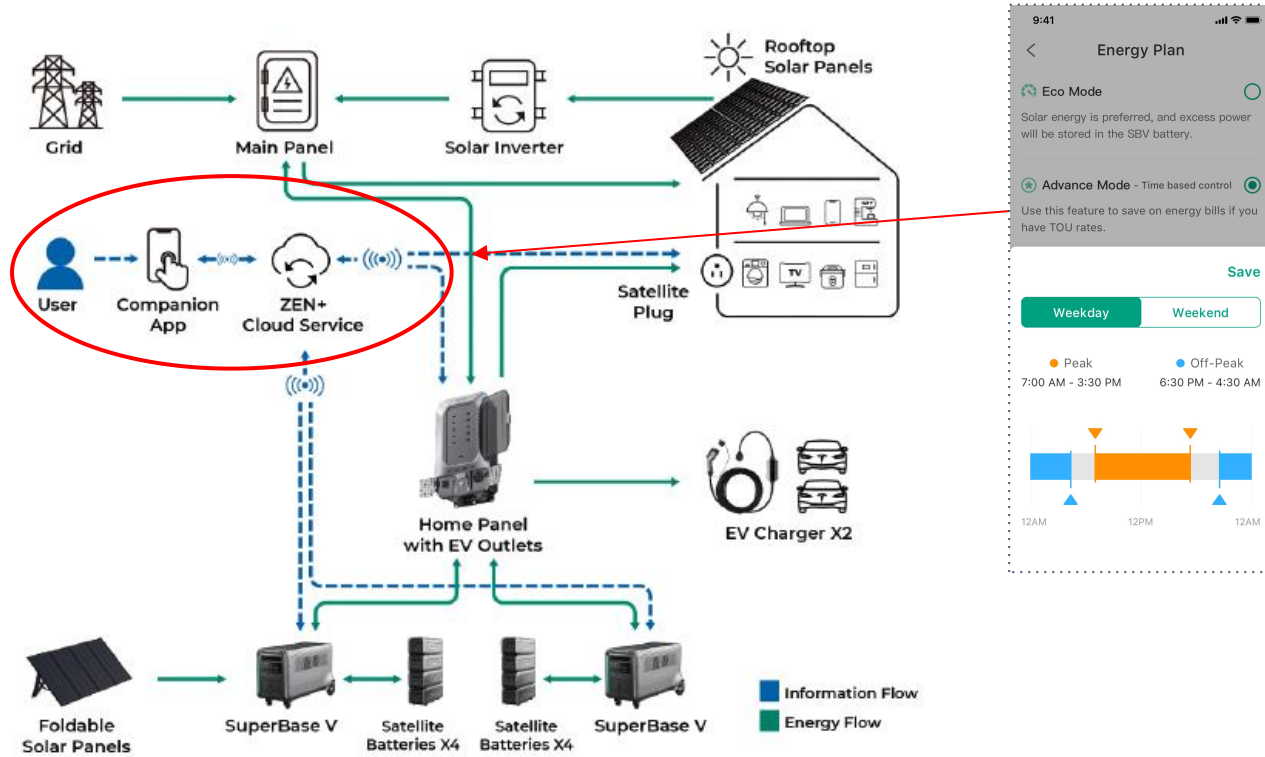 Rooftop
Solar Panels
Grid
Main Panel
Solar Inverter
User
Companion
App
ZEN+
Cloud Service
Satellite
Plug
TV
Home Panel
with EV Outlets
EV Charger X2
Foldable
Solar Panels
SuperBase V
Satellite
Batteries X4
Satellite
Batteries X4
SuperBase V
Information Flow
Energy Flow
9:41
Energy Plan
Eco Mode
Solar energy is preferred, and excess power
will be stored in the SBV battery.
Advance Mode - Time based control
Use this feature to save on energy bills if you
have TOU rates.
Save
Weekday
Weekend
Peak
Off-Peak
7:00 AM - 3:30 PM
6:30 PM - 4:30 AM
12AM
12PM
12AM